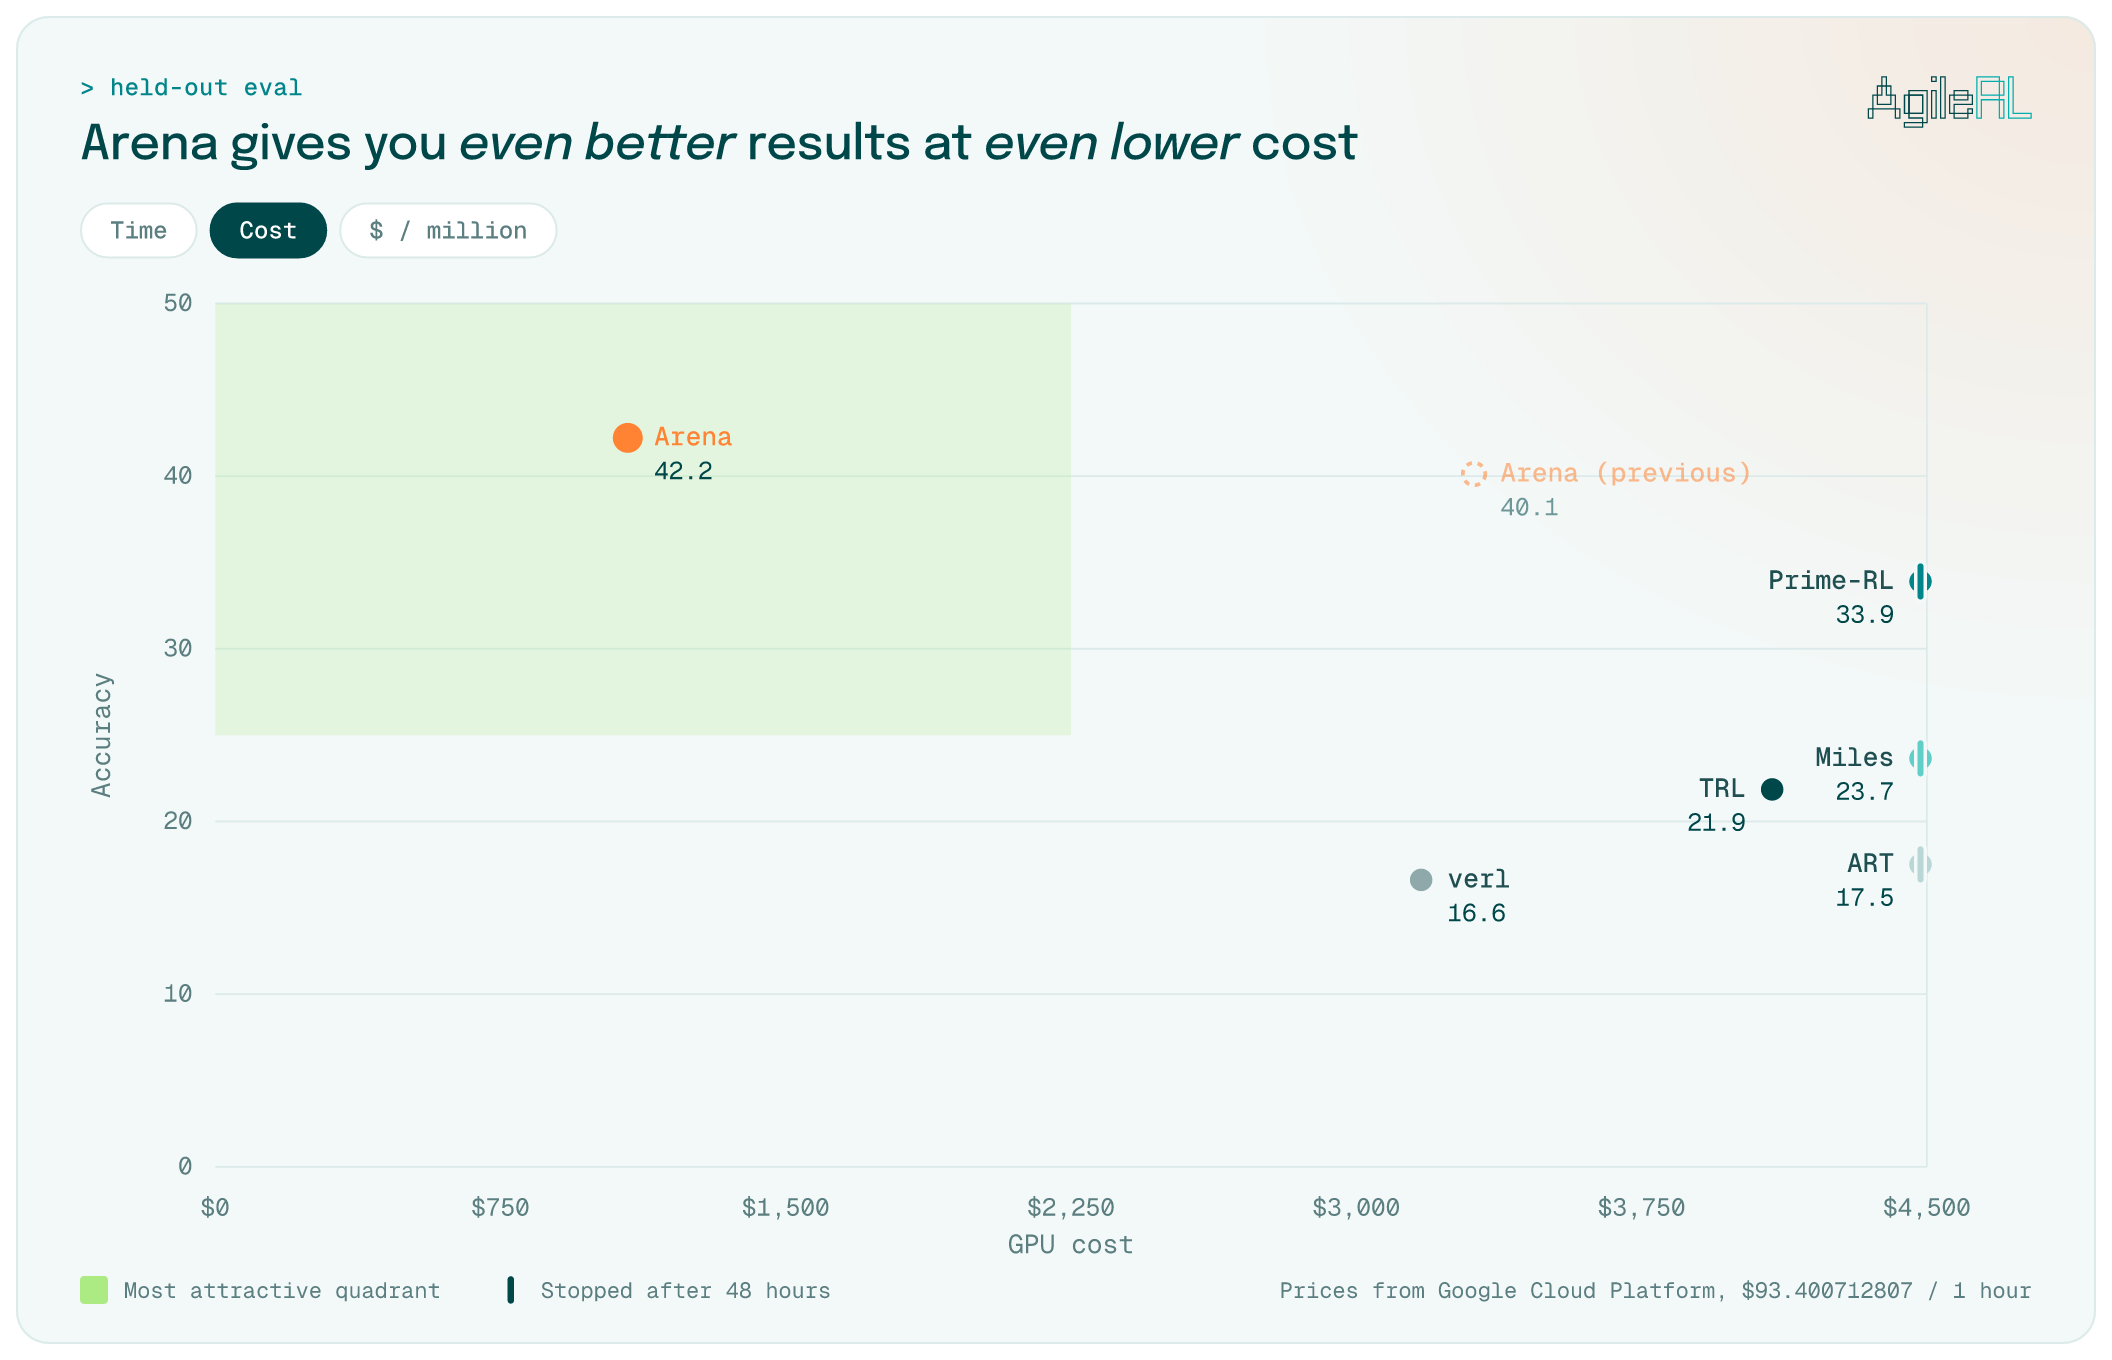 > held-out eval
AgileRL
Arena gives you even better results at even lower cost
Time
Cost
$ / million
50
40
30
20
10
0
Accuracy
Arena
42.2
Arena (previous)
40.1
Prime-RL
33.9
Miles
23.7
TRL
21.9
ART
17.5
verl
16.6
$0
$750
$1,500
$2,250
$3,000
$3,750
$4,500
GPU cost
Most attractive quadrant
Stopped after 48 hours
Prices from Google Cloud Platform, $93.400712807 / 1 hour